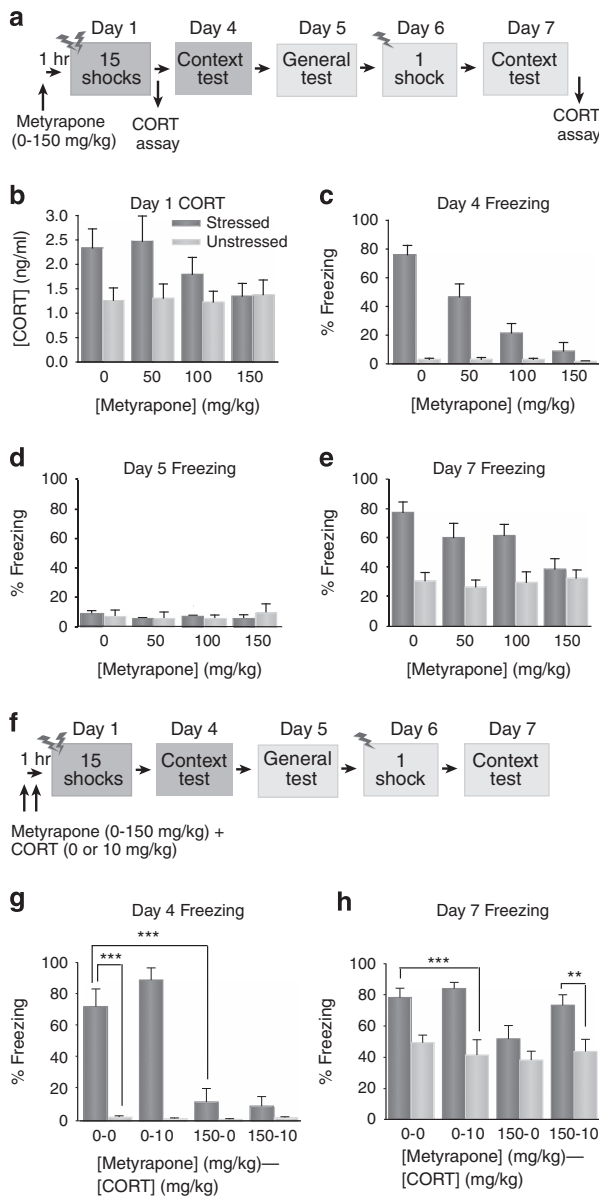 a
Day 1 Day 4 Day 5 Day 6 Day 7
1 hr
15 shocks
Context test
General test
1 shock
Context test
Metyrapone (0-150 mg/kg)
CORT assay
CORT assay
b
Day 1 CORT
Stressed
Unstressed
[CORT] (ng/ml)
3.0
2.5
2.0
1.5
1.0
0.5
0.0
0 50 100 150
[Metyrapone] (mg/kg)
c
Day 4 Freezing
% Freezing
100
80
60
40
20
0
0 50 100 150
[Metyrapone] (mg/kg)
d
Day 5 Freezing
% Freezing
100
80
60
40
20
0
0 50 100 150
[Metyrapone] (mg/kg)
e
Day 7 Freezing
% Freezing
100
80
60
40
20
0
0 50 100 150
[Metyrapone] (mg/kg)
f
Day 1 Day 4 Day 5 Day 6 Day 7
1 hr
15 shocks
Context test
General test
1 shock
Context test
Metyrapone (0-150 mg/kg) +
CORT (0 or 10 mg/kg)
g
Day 4 Freezing
% Freezing
100
80
60
40
20
0
***
***
0-0 0-10 150-0 150-10
[Metyrapone] (mg/kg)—
[CORT] (mg/kg)
h
Day 7 Freezing
% Freezing
100
80
60
40
20
0
***
**
0-0 0-10 150-0 150-10
[Metyrapone] (mg/kg)—
[CORT] (mg/kg)